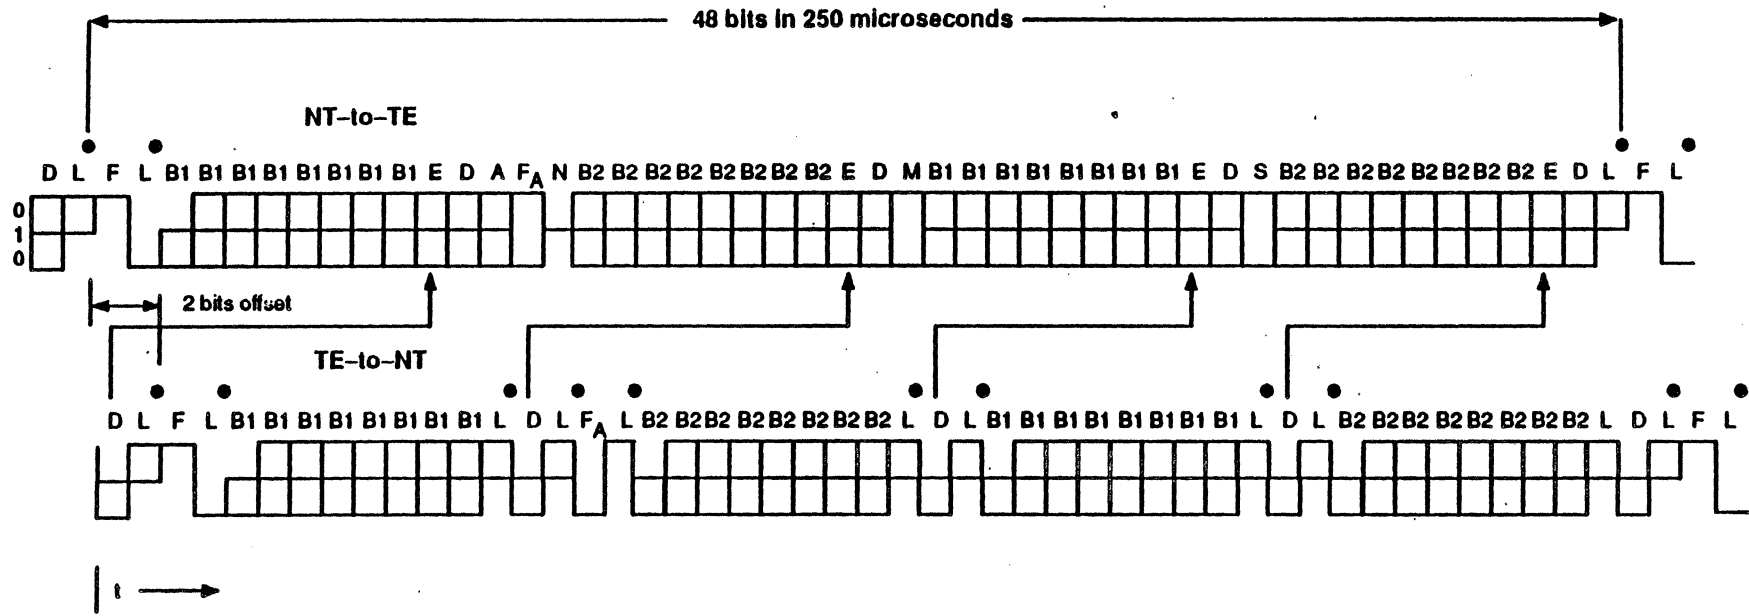 48 bits in 250 microseconds
NT–to–TE
D L F L B1 B1 B1 B1 B1 B1 B1 B1 E D A FA N B2 B2 B2 B2 B2 B2 B2 B2 E D M B1 B1 B1 B1 B1 B1 B1 B1 E D S B2 B2 B2 B2 B2 B2 B2 B2 E D L F L
0
1
0
2 bits offset
TE–to–NT
D L F L B1 B1 B1 B1 B1 B1 B1 B1 L D L FA L B2 B2 B2 B2 B2 B2 B2 B2 L D L B1 B1 B1 B1 B1 B1 B1 B1 L D L B2 B2 B2 B2 B2 B2 B2 B2 L D L F L
t